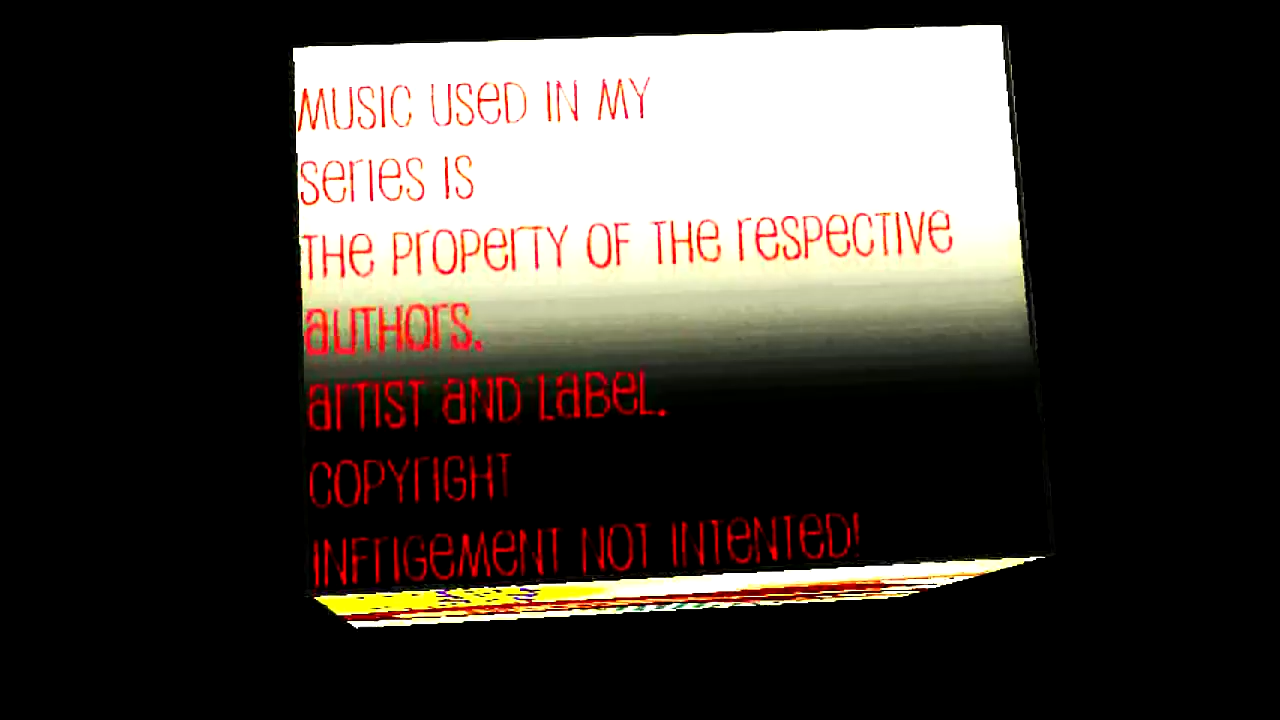 MUSIC USED IN MY
SERIES IS
THE PROPERTY OF THE RESPECTIVE
AUTHORS.
ARTIST AND LABEL.
COPYRIGHT
INFRIGEMENT NOT INTENTED!